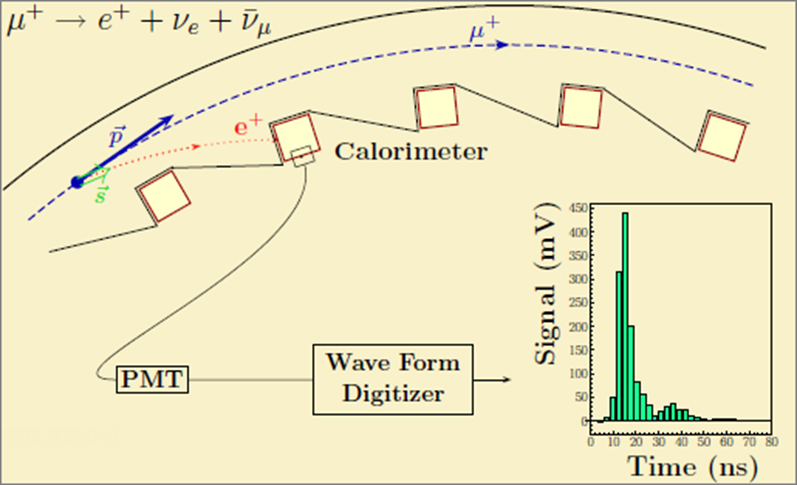 μ⁺ → e⁺ + νₑ + ν̄_μ
μ⁺
p⃗
e⁺
s⃗
Calorimeter
PMT
Wave Form
Digitizer
Signal (mV)
450
400
350
300
250
200
150
100
50
0
0 10 20 30 40 50 60 70 80
Time (ns)